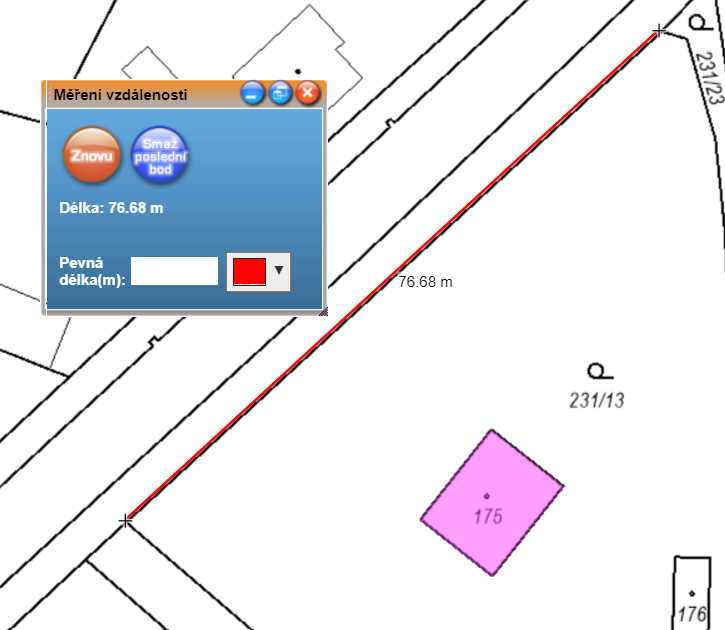 231/23
Měření vzdálenosti
Znovu
Smaž
poslední
bod
Délka: 76.68 m
Pevná
délka(m):
76.68 m
231/13
175
176